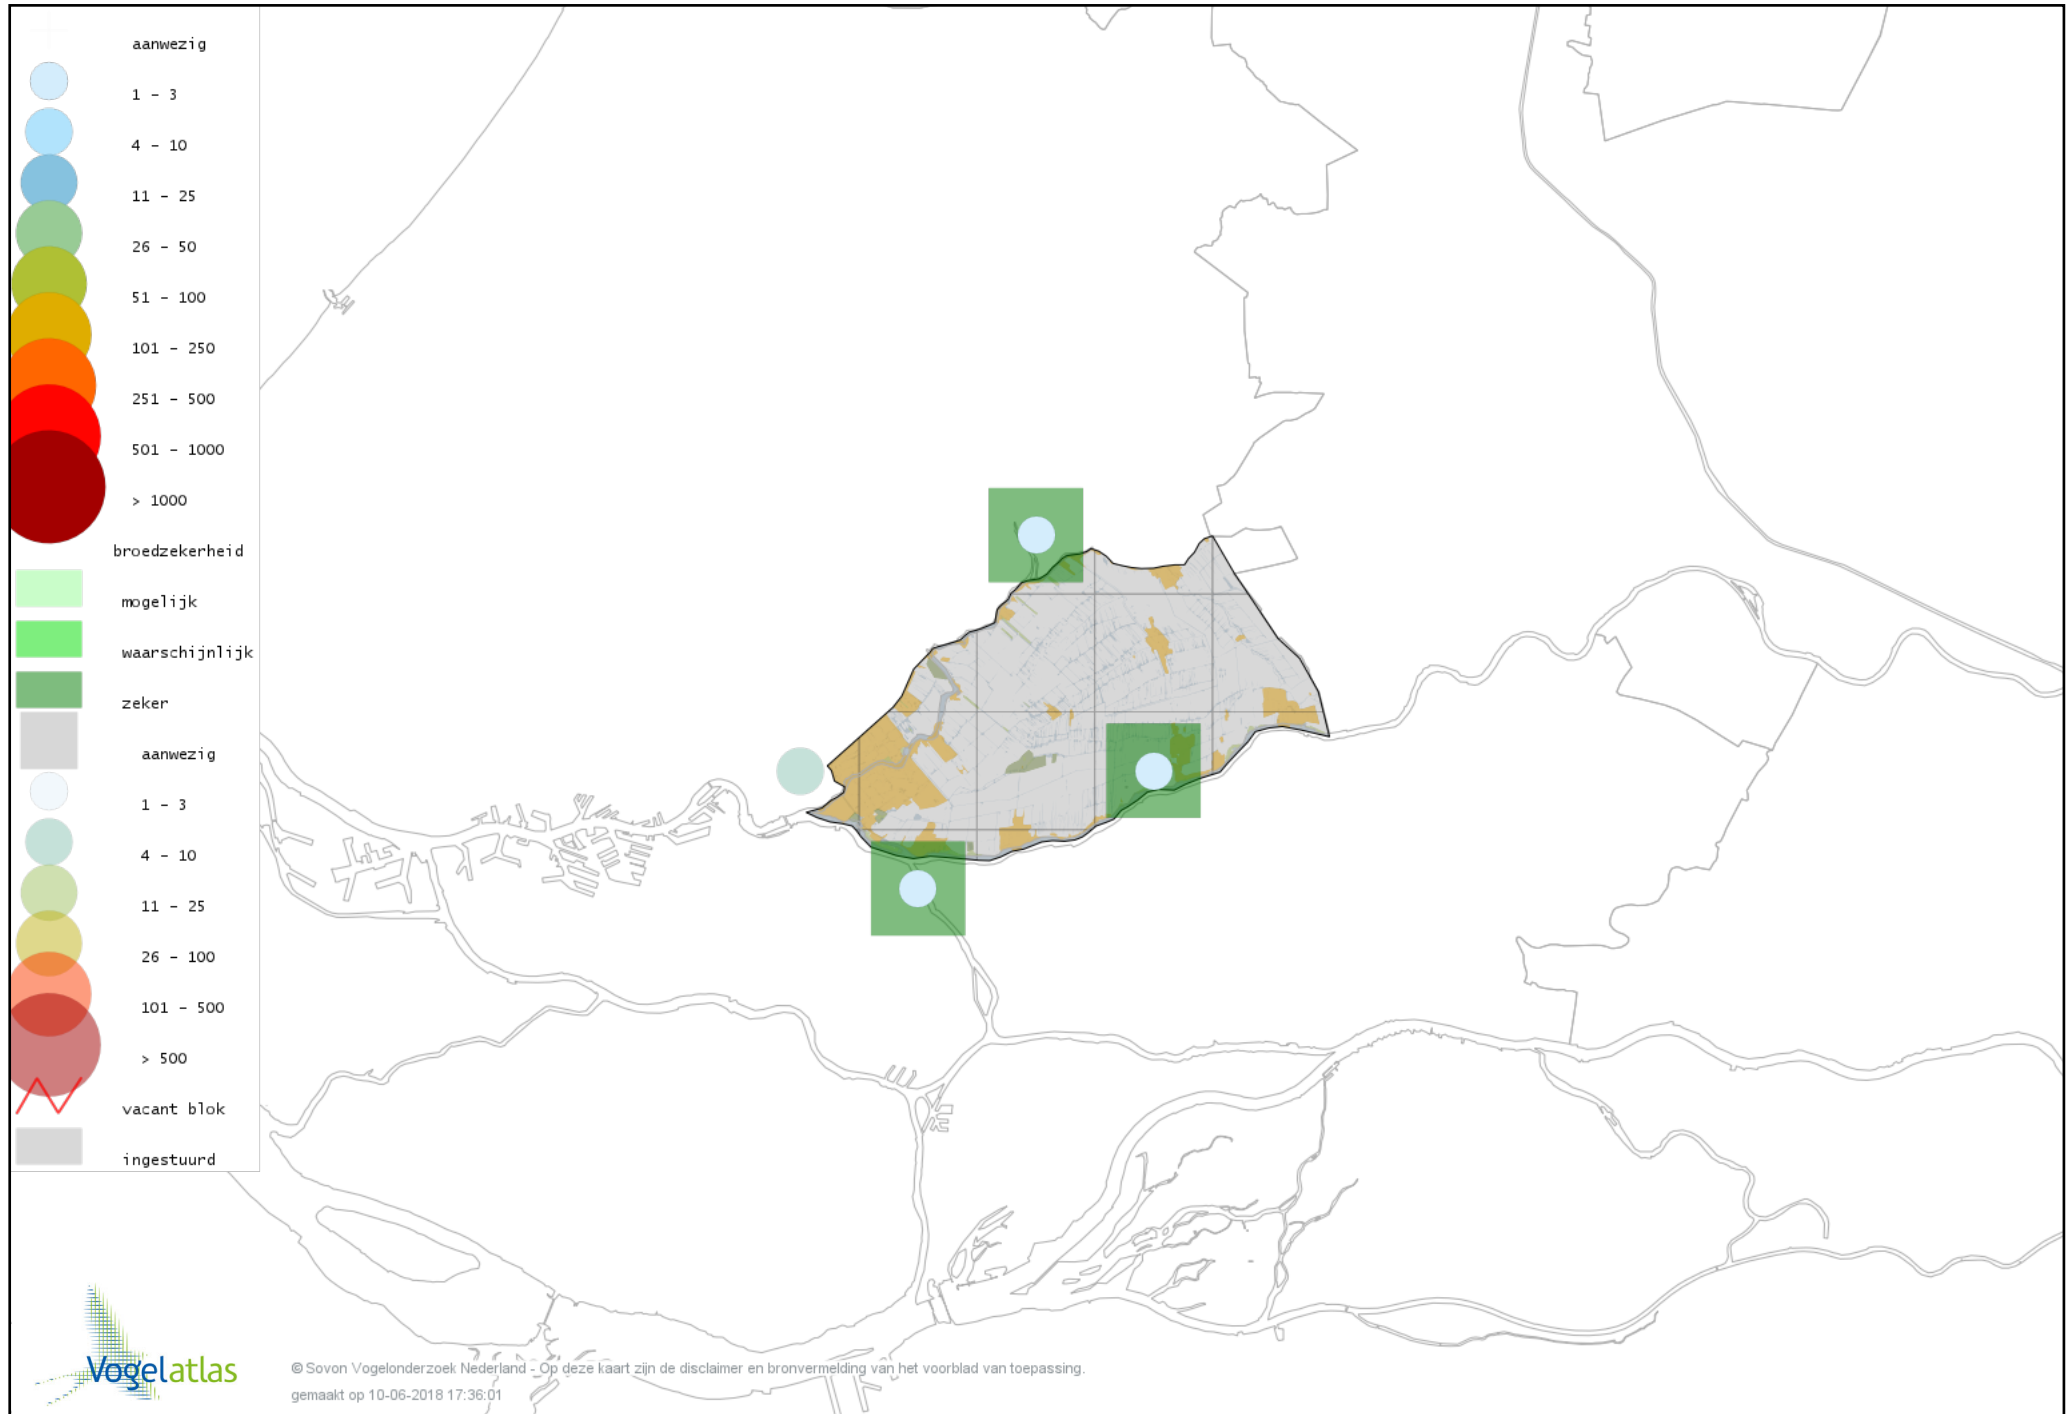 aanwezig
1 - 3
4 - 10
11 - 25
26 - 50
51 - 100
101 - 250
251 - 500
501 - 1000
> 1000
broedzekerheid
mogelijk
waarschijnlijk
zeker
aanwezig
1 - 3
4 - 10
11 - 25
26 - 100
101 - 500
> 500
vacant blok
ingestuurd
Vogelatlas
© Sovon Vogelonderzoek Nederland - Op deze kaart zijn de disclaimer en bronvermelding van het voorblad van toepassing.
gemaakt op 10-06-2018 17:36:01